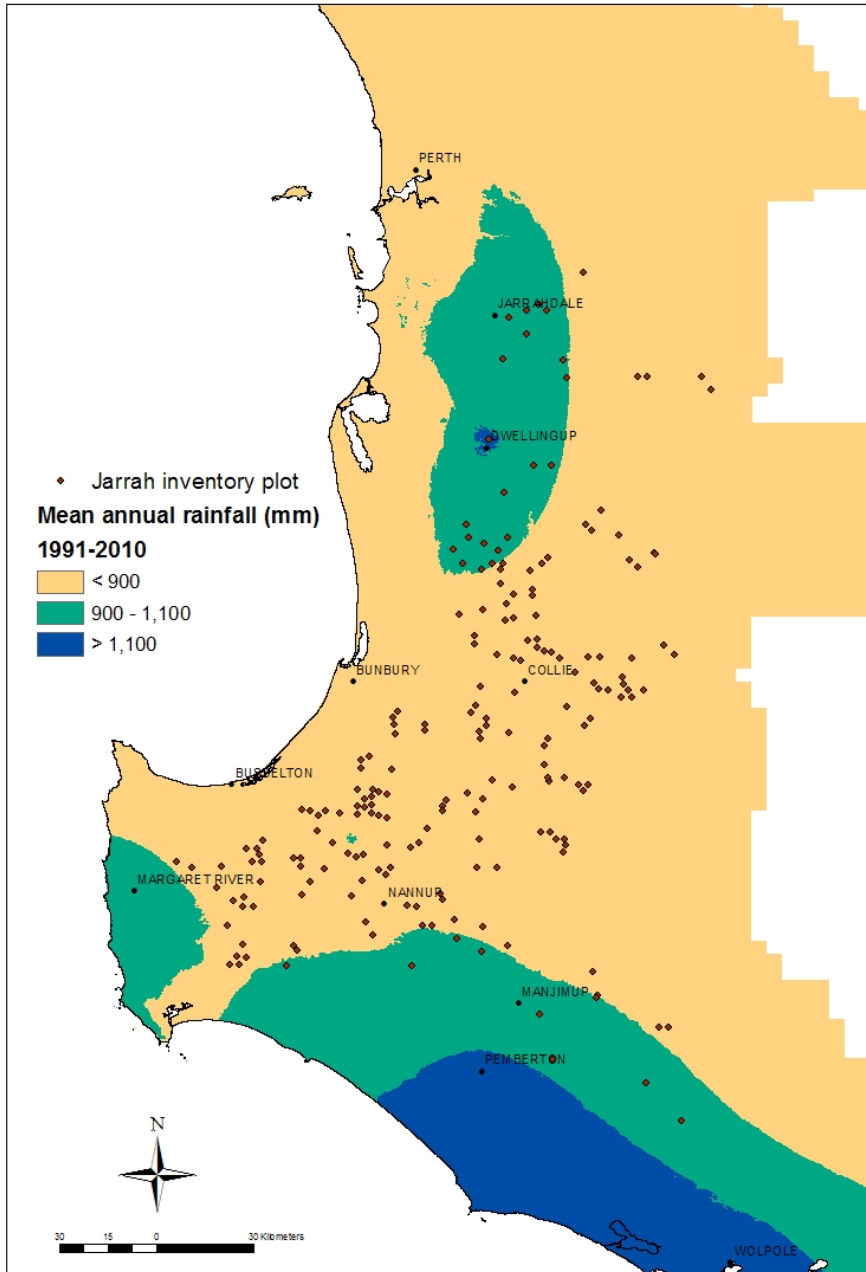 PERTH
JARRAHDALE
DWELLINGUP
Jarrah inventory plot
Mean annual rainfall (mm)
1991-2010
< 900
900 - 1,100
> 1,100
BUNBURY
COLLIE
BUSSELTON
MARGARET RIVER
NANNUP
MANJIMUP
PEMBERTON
N
30 15 0 30 Kilometers
WOLPOLE